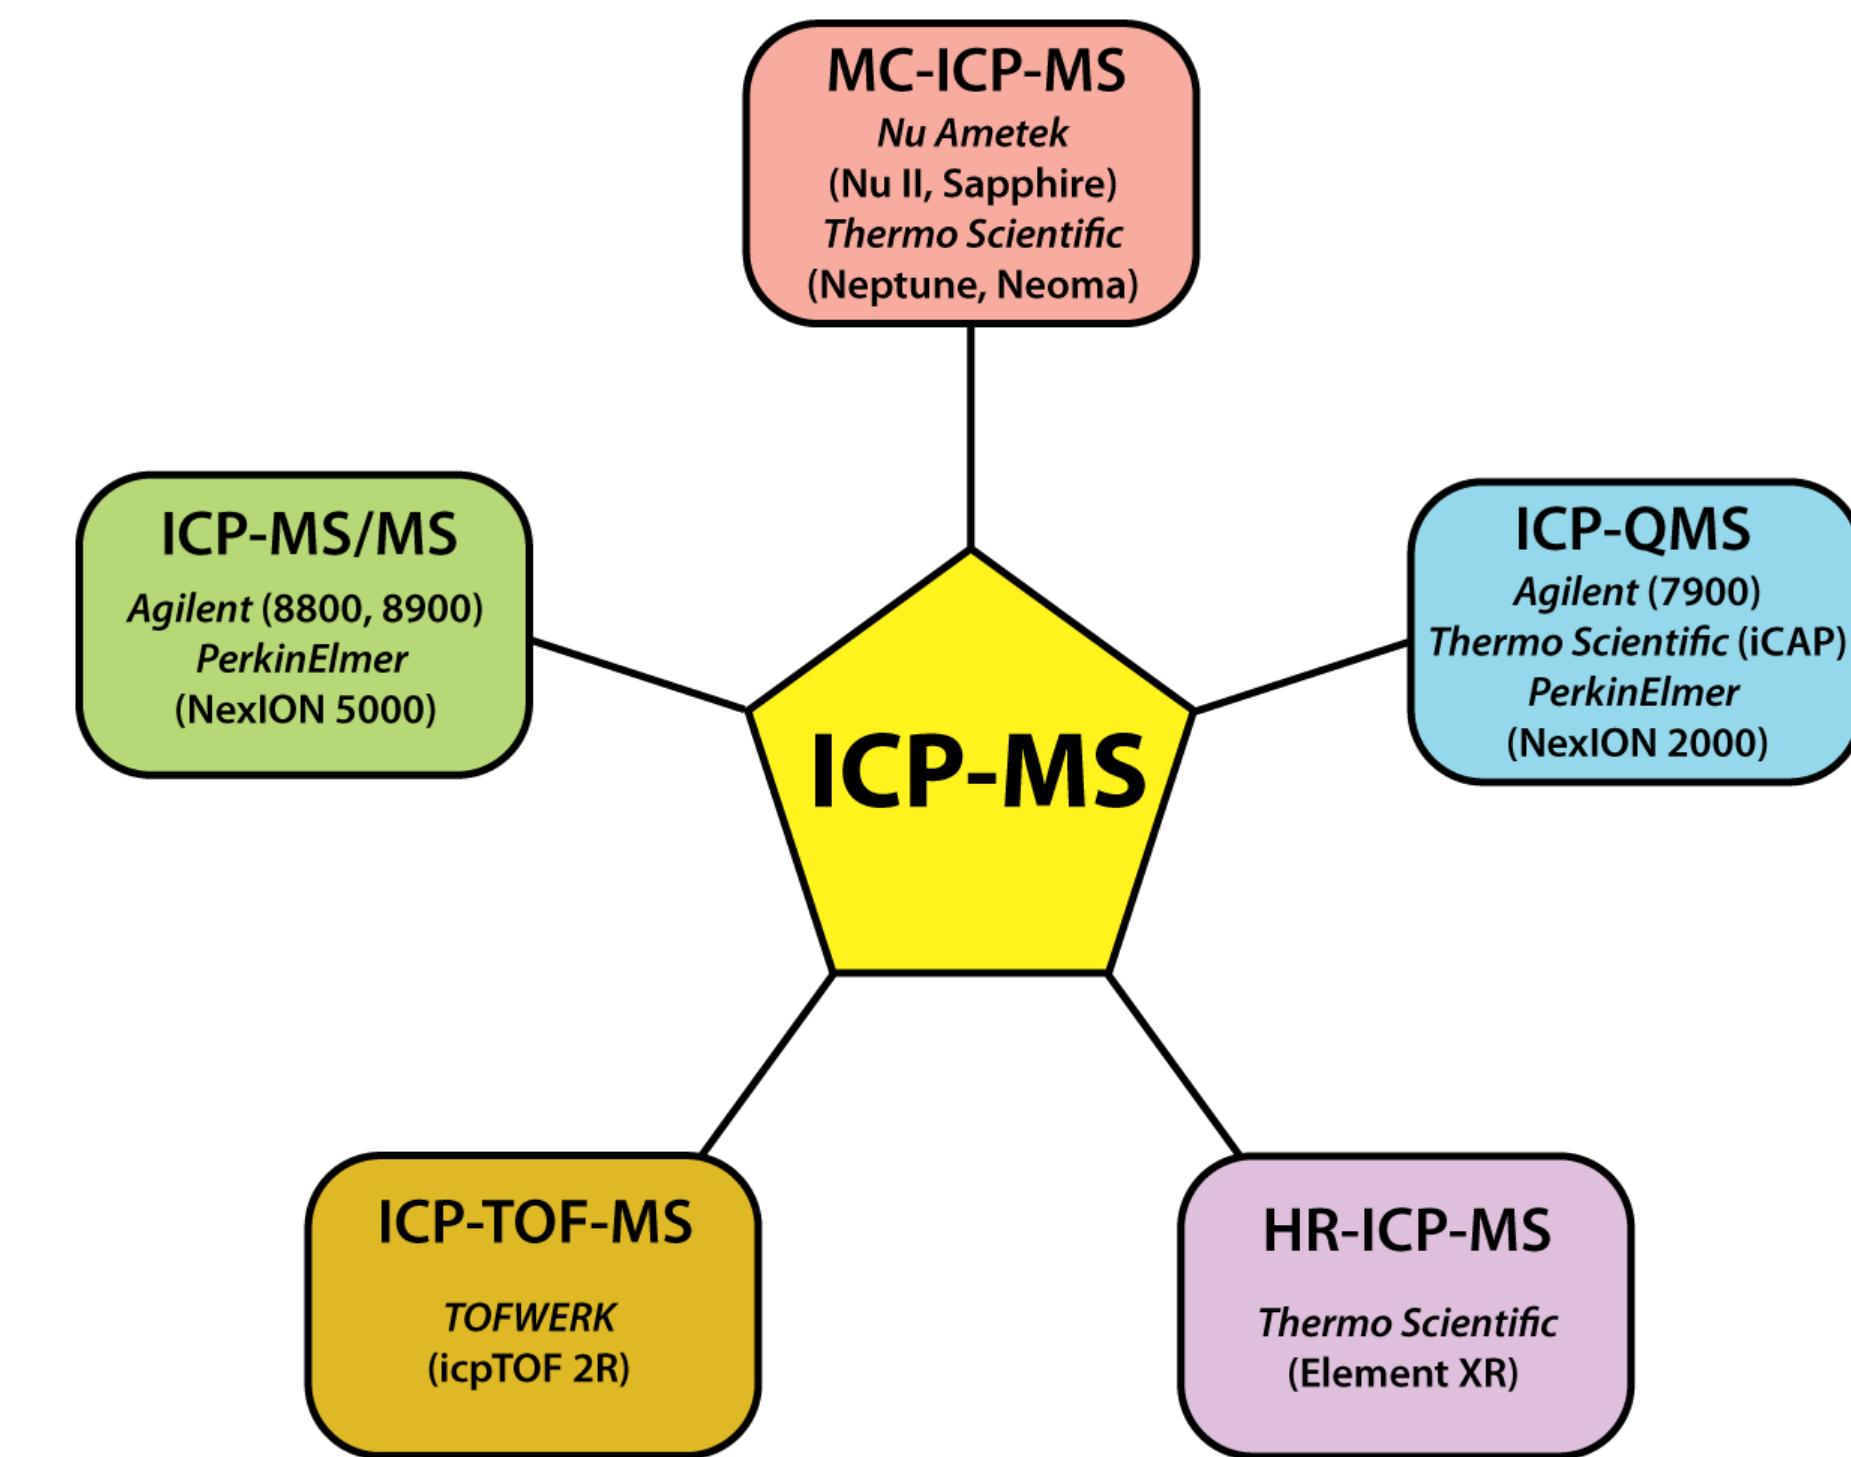 MC-ICP-MS
Nu Ametek
(Nu II, Sapphire)
Thermo Scientific
(Neptune, Neoma)
ICP-MS/MS
Agilent (8800, 8900)
PerkinElmer
(NexION 5000)
ICP-QMS
Agilent (7900)
Thermo Scientific (iCAP)
PerkinElmer
(NexION 2000)
ICP-MS
ICP-TOF-MS
TOFWERK
(icpTOF 2R)
HR-ICP-MS
Thermo Scientific
(Element XR)